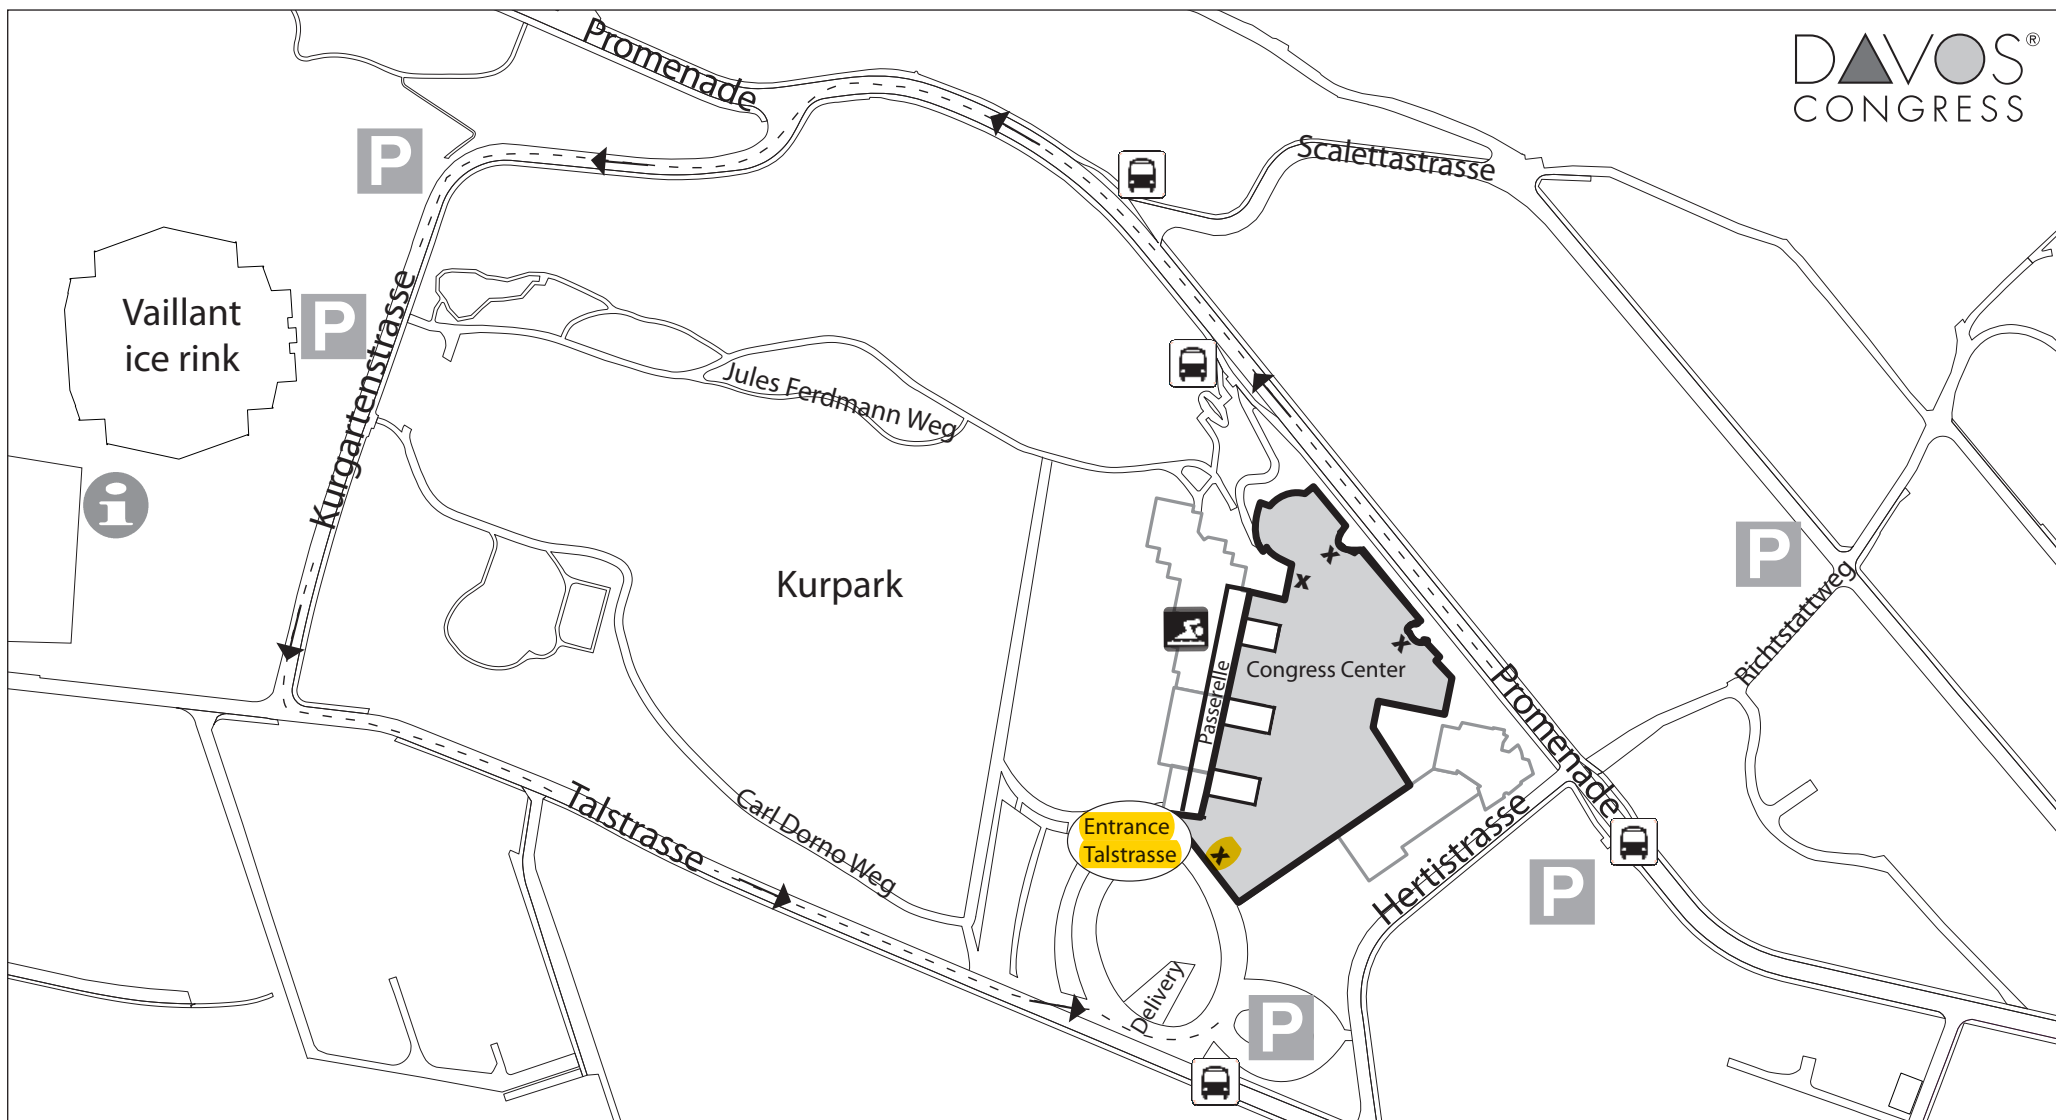 DAVOS®
CONGRESS
Promenade
Scalettastrasse
P
Vaillant
ice rink
P
Kurgartenstrasse
Jules Ferdmann Weg
i
Kurpark
P
Richtstattweg
Congress Center
Passerelle
Promenade
Talstrasse
Carl Dorno Weg
Entrance
Talstrasse
Hertistrasse
P
Delivery
P